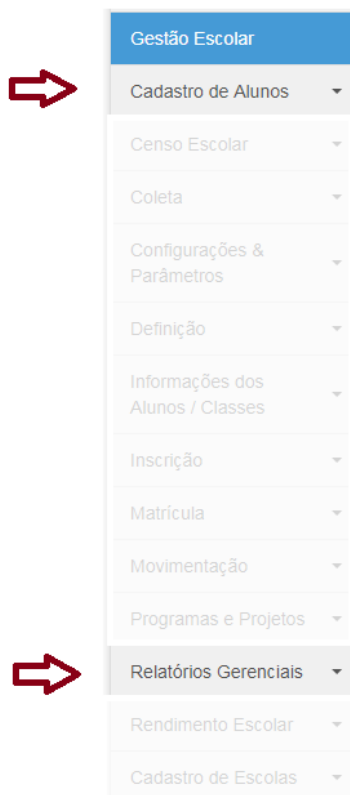 Gestão Escolar
Cadastro de Alunos
Censo Escolar
Coleta
Configurações &
Parâmetros
Definição
Informações dos
Alunos / Classes
Inscrição
Matrícula
Movimentação
Programas e Projetos
Relatórios Gerenciais
Rendimento Escolar
Cadastro de Escolas